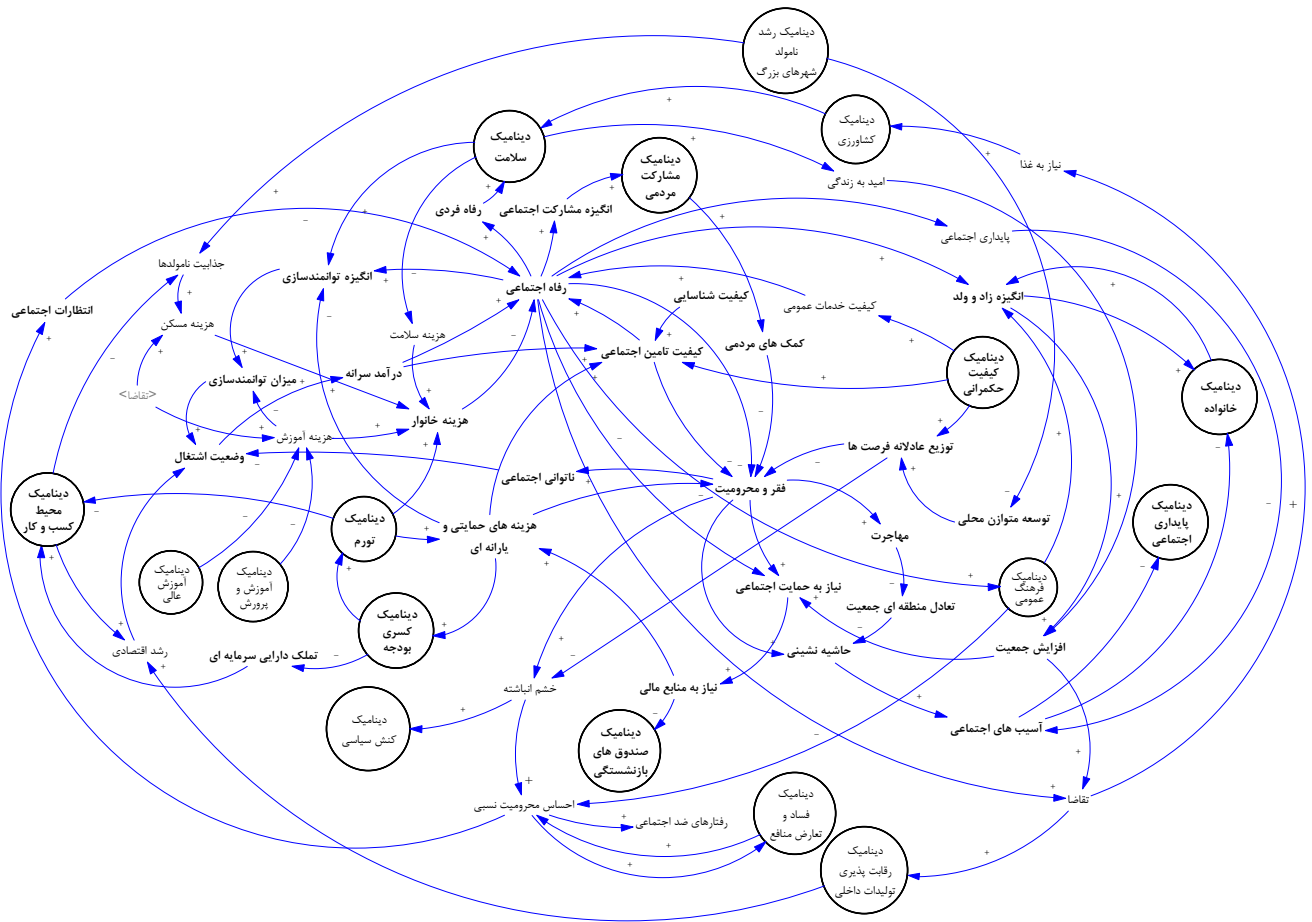 دینامیک رشد
نامولد
شهرهای بزرگ
دینامیک
کشاورزی
دینامیک
سلامت
دینامیک
مشارکت
مردمی
نیاز به غذا
امید به زندگی
رفاه فردی
انگیزه مشارکت اجتماعی
پایداری اجتماعی
جذابیت نامولدها
انگیزه توانمندسازی
رفاه اجتماعی
کیفیت شناسایی
کیفیت خدمات عمومی
انگیزه زاد و ولد
انتظارات اجتماعی
هزینه مسکن
هزینه سلامت
کمک های مردمی
کیفیت تامین اجتماعی
درآمد سرانه
میزان توانمندسازی
<تقاضا>
دینامیک
کیفیت
حکمرانی
دینامیک
خانواده
هزینه خانوار
هزینه آموزش
وضعیت اشتغال
توزیع عادلانه فرصت ها
ناتوانی اجتماعی
فقر و محرومیت
دینامیک
محیط
کسب و کار
دینامیک
تورم
هزینه های حمایتی و
یارانه ای
مهاجرت
توسعه متوازن محلی
دینامیک
پایداری
اجتماعی
دینامیک
آموزش
عالی
دینامیک
آموزش و
پرورش
نیاز به حمایت اجتماعی
تعادل منطقه ای جمعیت
دینامیک
فرهنگ
عمومی
دینامیک
کسری
بودجه
رشد اقتصادی
تملک دارایی سرمایه ای
حاشیه نشینی
افزایش جمعیت
خشم انباشته
نیاز به منابع مالی
دینامیک
کنش سیاسی
دینامیک
صندوق های
بازنشستگی
آسیب های اجتماعی
احساس محرومیت نسبی
رفتارهای ضد اجتماعی
دینامیک
فساد و
تعارض منافع
تقاضا
دینامیک
رقابت پذیری
تولیدات داخلی